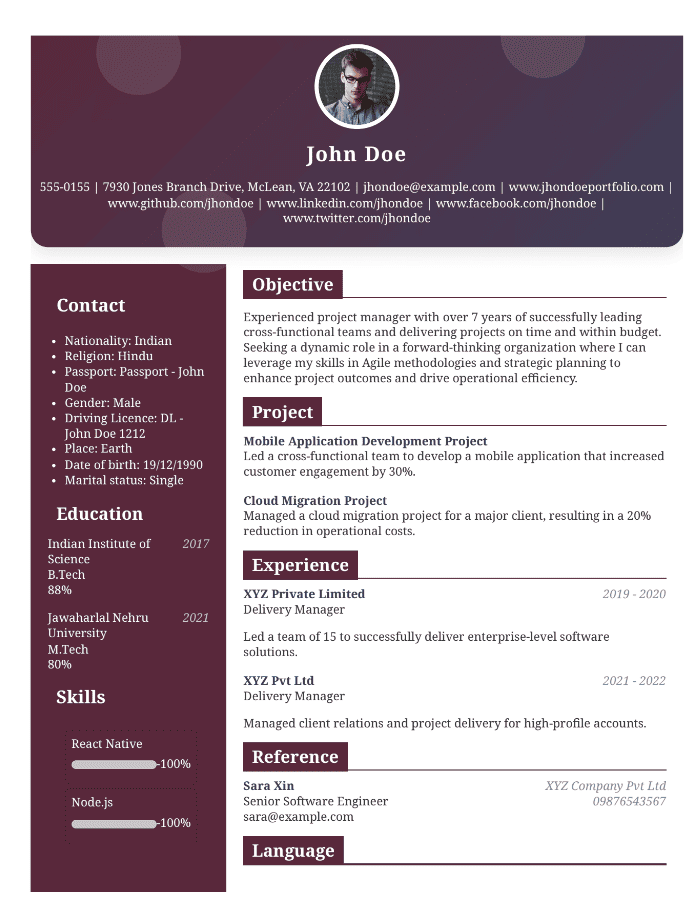 John Doe
555-0155 | 7930 Jones Branch Drive, McLean, VA 22102 | jhondoe@example.com | www.jhondoeportfolio.com |
www.github.com/jhondoe | www.linkedin.com/jhondoe | www.facebook.com/jhondoe |
www.twitter.com/jhondoe
Contact
• Nationality: Indian
• Religion: Hindu
• Passport: Passport - John
Doe
• Gender: Male
• Driving Licence: DL -
John Doe 1212
• Place: Earth
• Date of birth: 19/12/1990
• Marital status: Single
Education
Indian Institute of 2017
Science
B.Tech
88%
Jawaharlal Nehru 2021
University
M.Tech
80%
Skills
React Native
100%
Node.js
100%
Objective
Experienced project manager with over 7 years of successfully leading
cross-functional teams and delivering projects on time and within budget.
Seeking a dynamic role in a forward-thinking organization where I can
leverage my skills in Agile methodologies and strategic planning to
enhance project outcomes and drive operational efficiency.
Project
Mobile Application Development Project
Led a cross-functional team to develop a mobile application that increased
customer engagement by 30%.
Cloud Migration Project
Managed a cloud migration project for a major client, resulting in a 20%
reduction in operational costs.
Experience
XYZ Private Limited 2019 - 2020
Delivery Manager
Led a team of 15 to successfully deliver enterprise-level software
solutions.
XYZ Pvt Ltd 2021 - 2022
Delivery Manager
Managed client relations and project delivery for high-profile accounts.
Reference
Sara Xin XYZ Company Pvt Ltd
Senior Software Engineer 09876543567
sara@example.com
Language